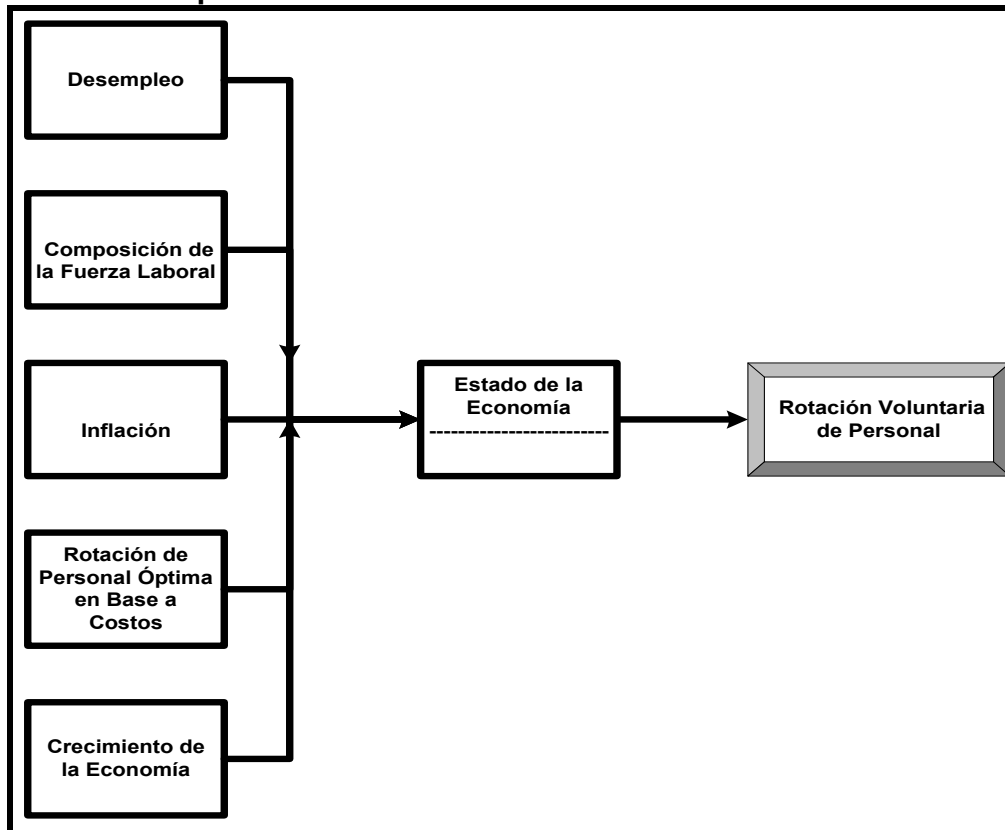 Desempleo
Composición de
la Fuerza Laboral
Inflación
Rotación de
Personal Óptima
en Base a
Costos
Crecimiento de
la Economía
Estado de la
Economía
-------------------------
Rotación Voluntaria
de Personal